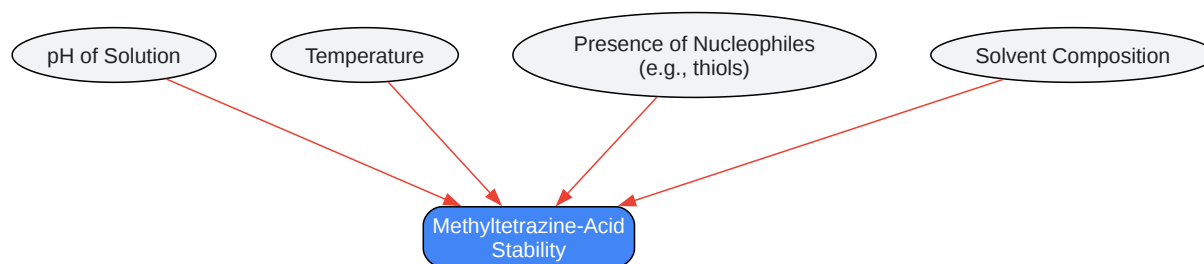 pH of Solution
Temperature
Presence of Nucleophiles
(e.g., thiols)
Solvent Composition
Methyltetrazine-Acid
Stability